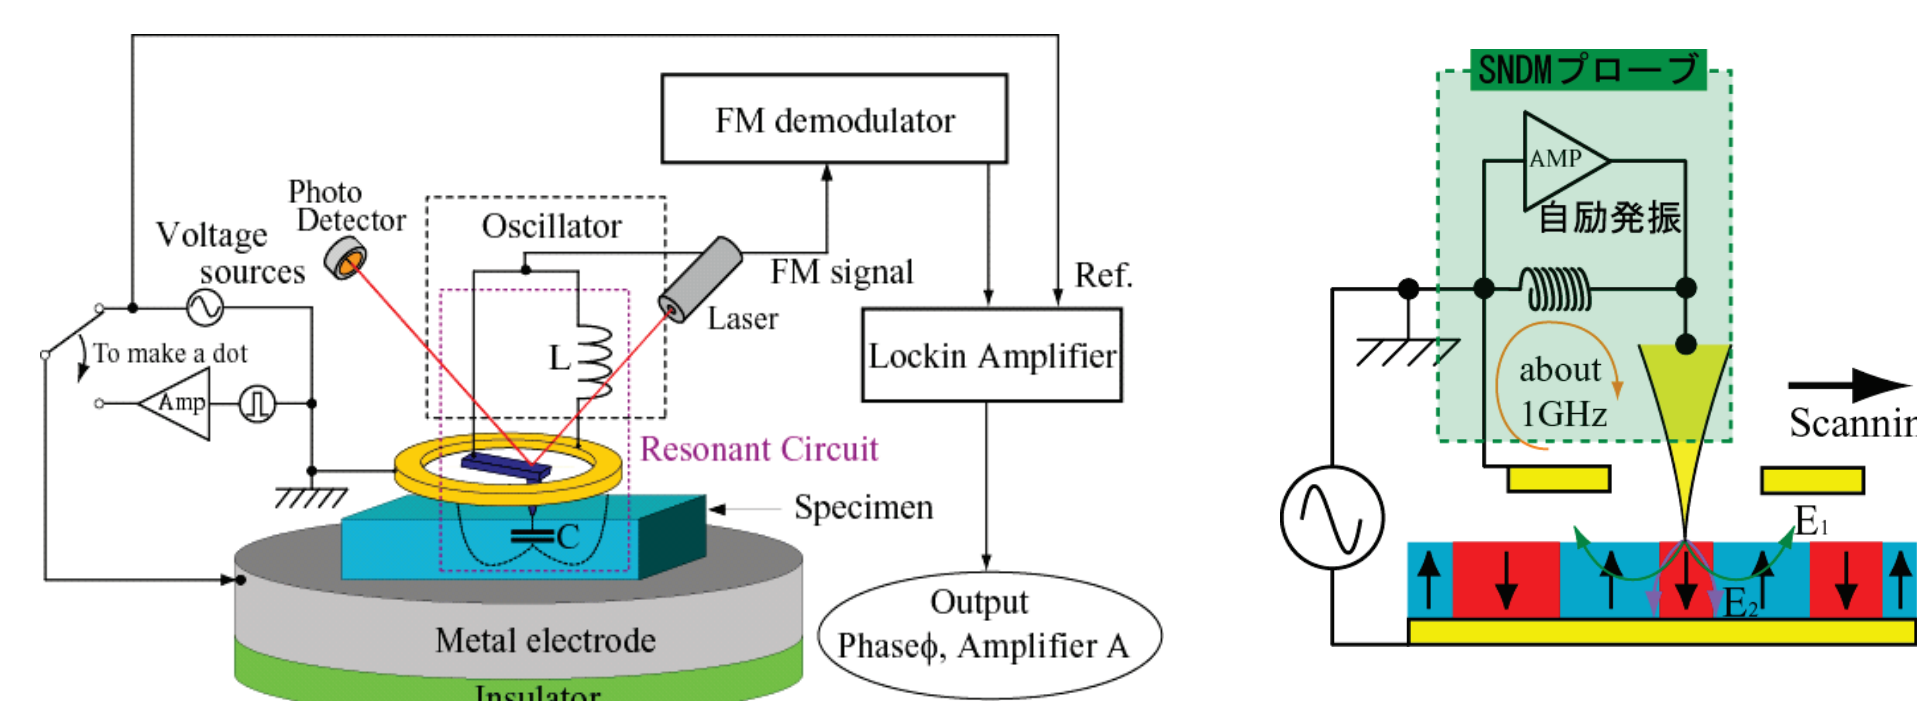 FM demodulator
Photo
Detector
Oscillator
Voltage
sources
FM signal
Ref.
Laser
To make a dot
L
Lockin Amplifier
Amp
Resonant Circuit
Specimen
C
Output
Phaseϕ, Amplifier A
Metal electrode
Insulator
SNDMプローブ
AMP
自励発振
about
1GHz
Scannin
E1
E2